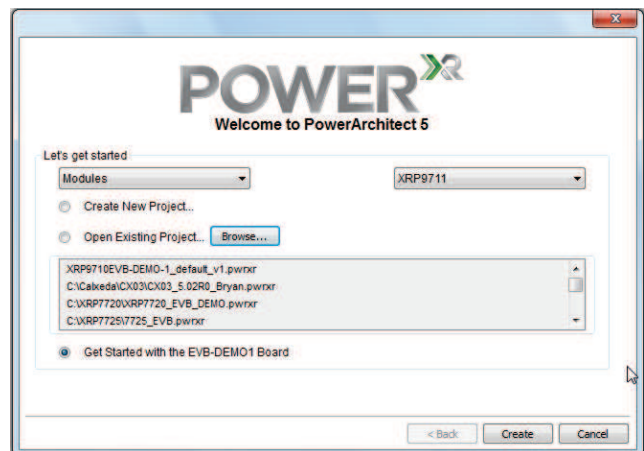 x
POWER XR
Welcome to PowerArchitect 5
Let's get started
Modules
XRP9711
Create New Project...
Open Existing Project...
Browse...
XRP9710EVB-DEMO-1_default_v1.pwrxr
C:\Calxeda\CX03\CX03_5.02R0_Bryan.pwrxr
C:\XRP7720\XRP7720_EVB_DEMO.pwrxr
C:\XRP7725\7725_EVB.pwrxr
Get Started with the EVB-DEMO1 Board
< Back
Create
Cancel